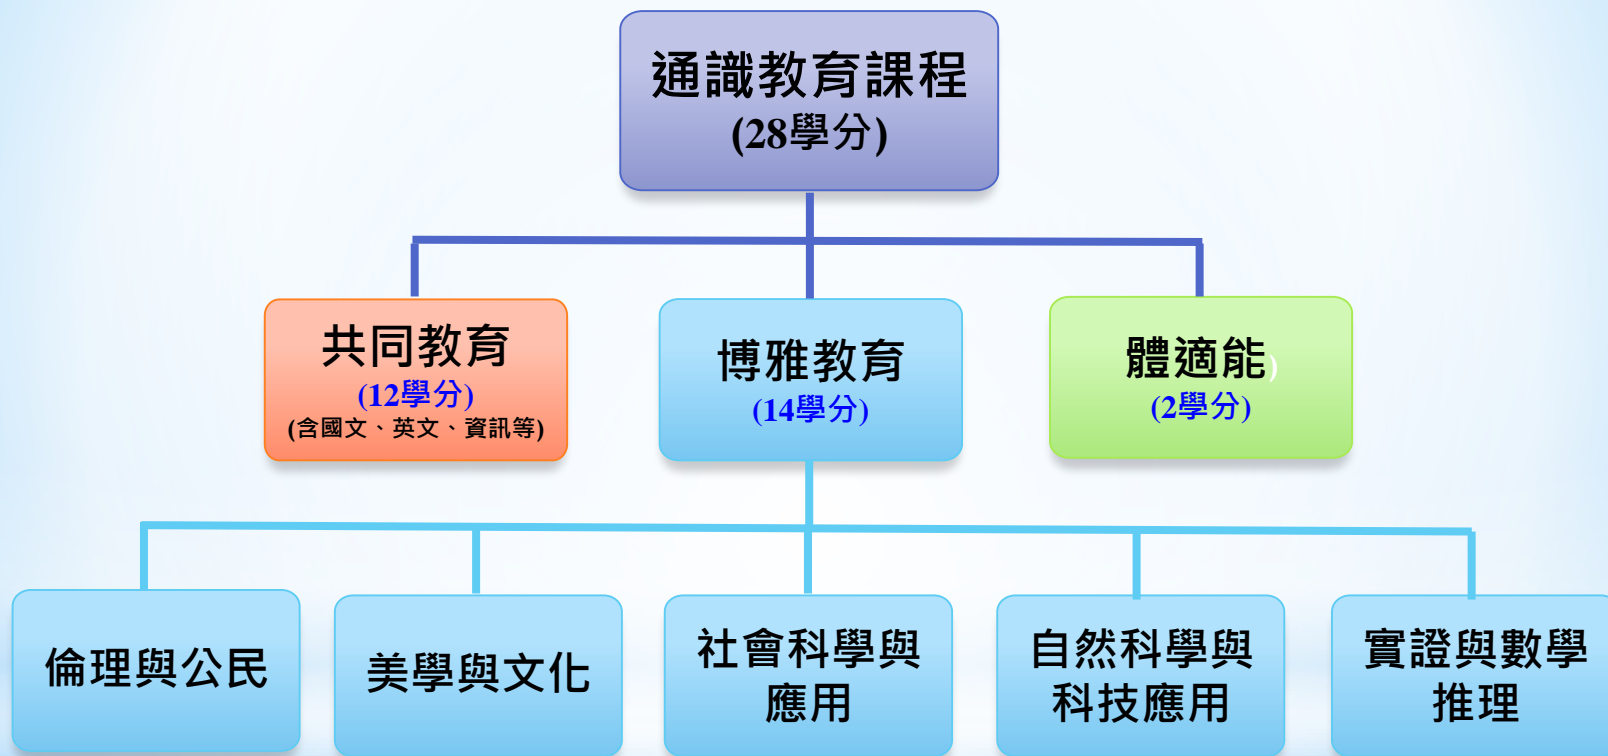 通識教育課程
(28學分)
共同教育
(12學分)
(含國文、英文、資訊等)
博雅教育
(14學分)
體適能)
(2學分)
倫理與公民
美學與文化
社會科學與
應用
自然科學與
科技應用
實證與數學
推理